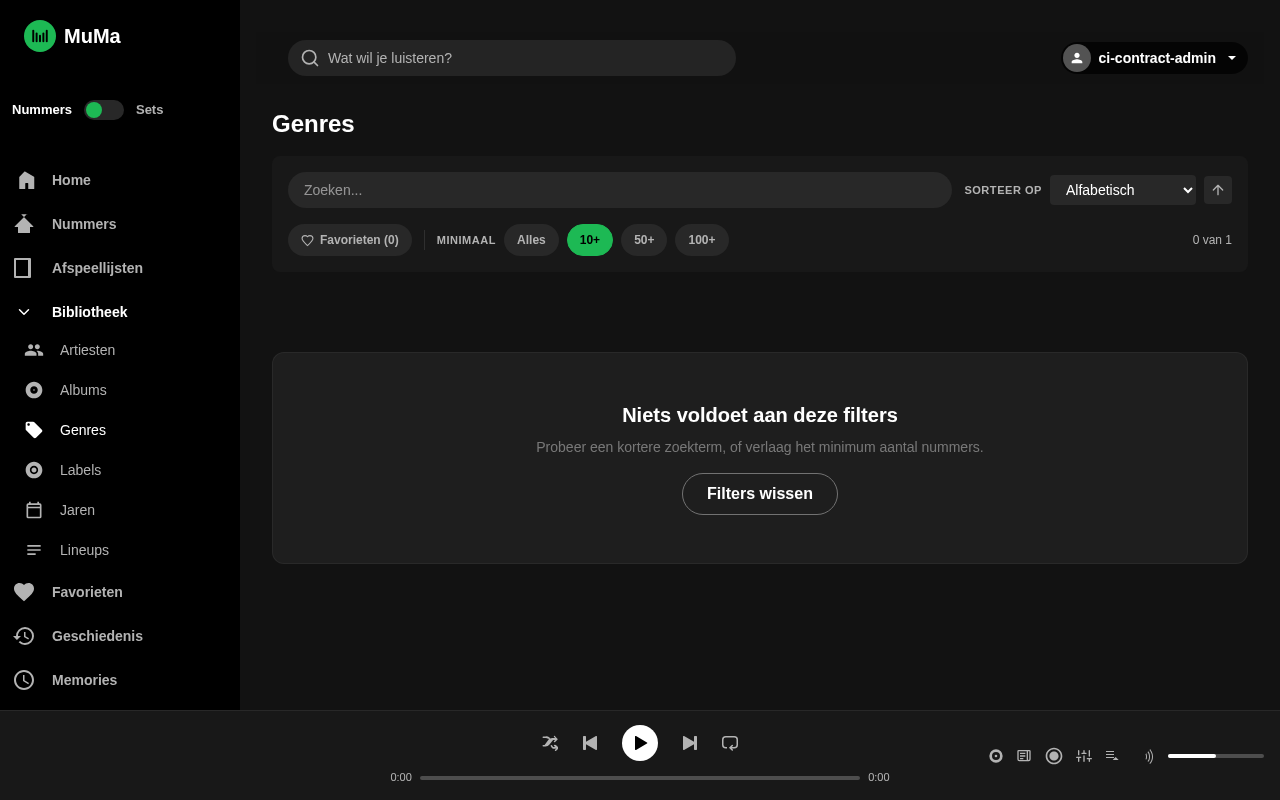 MuMa
Wat wil je luisteren?
ci-contract-admin
Nummers
Sets
Genres
Home
Nummers
Afspeellijsten
Bibliotheek
Artiesten
Albums
Genres
Labels
Jaren
Lineups
Favorieten
Geschiedenis
Memories
Zoeken...
SORTEER OP
Alfabetisch
Favorieten (0)
MINIMAAL
Alles
10+
50+
100+
0 van 1
Niets voldoet aan deze filters
Probeer een kortere zoekterm, of verlaag het minimum aantal nummers.
Filters wissen
0:00
0:00